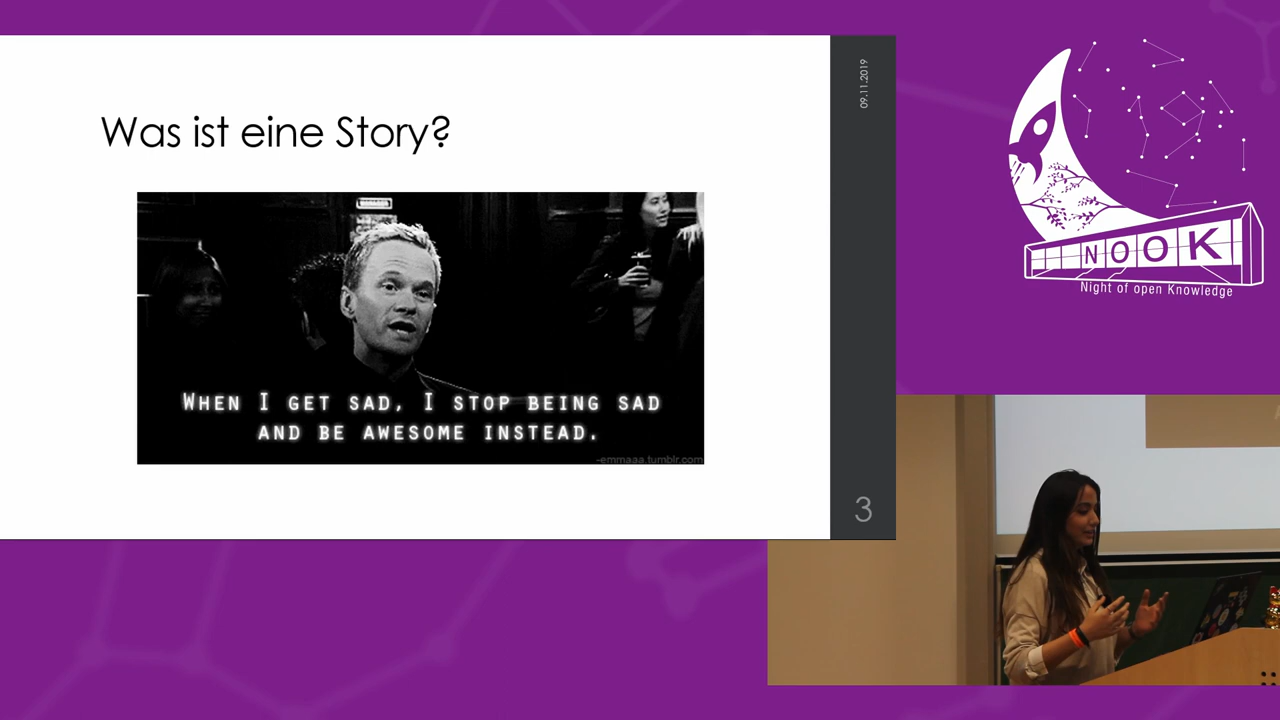 Was ist eine Story?
WHEN I GET SAD, I STOP BEING SAD
AND BE AWESOME INSTEAD.
-emmaaa.tumblr.com
09.11.2019
3
NOOK
Night of open Knowledge